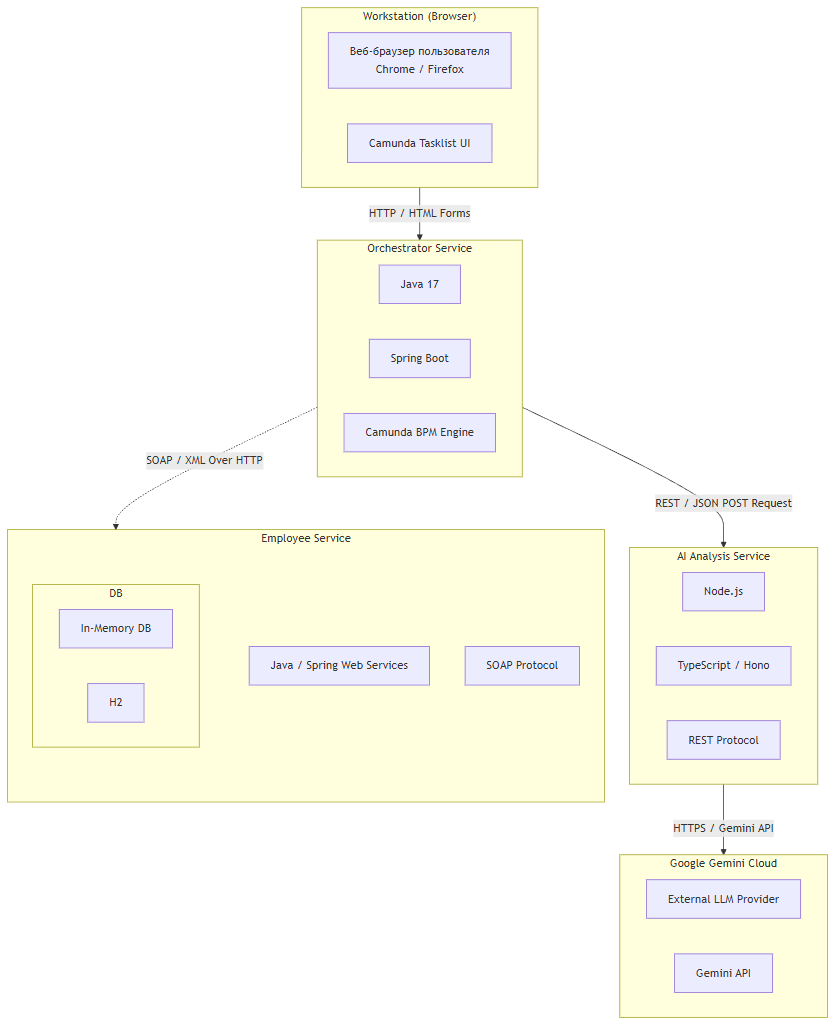 Workstation (Browser)
Веб-браузер пользователя
Chrome / Firefox
Camunda Tasklist UI
HTTP / HTML Forms
Orchestrator Service
Java 17
Spring Boot
Camunda BPM Engine
SOAP / XML Over HTTP
REST / JSON POST Request
Employee Service
DB
In-Memory DB
H2
Java / Spring Web Services
SOAP Protocol
AI Analysis Service
Node.js
TypeScript / Hono
REST Protocol
HTTPS / Gemini API
Google Gemini Cloud
External LLM Provider
Gemini API